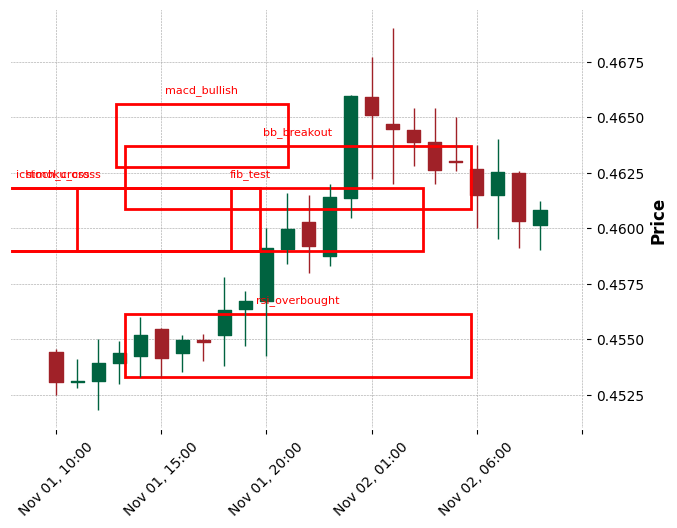 macd_bullish
bb_breakout
fib_test
rsi_overbought
0.4675
0.4650
0.4625
0.4600
0.4575
0.4550
0.4525
Price
Nov 01, 10:00
Nov 01, 15:00
Nov 01, 20:00
Nov 02, 01:00
Nov 02, 06:00